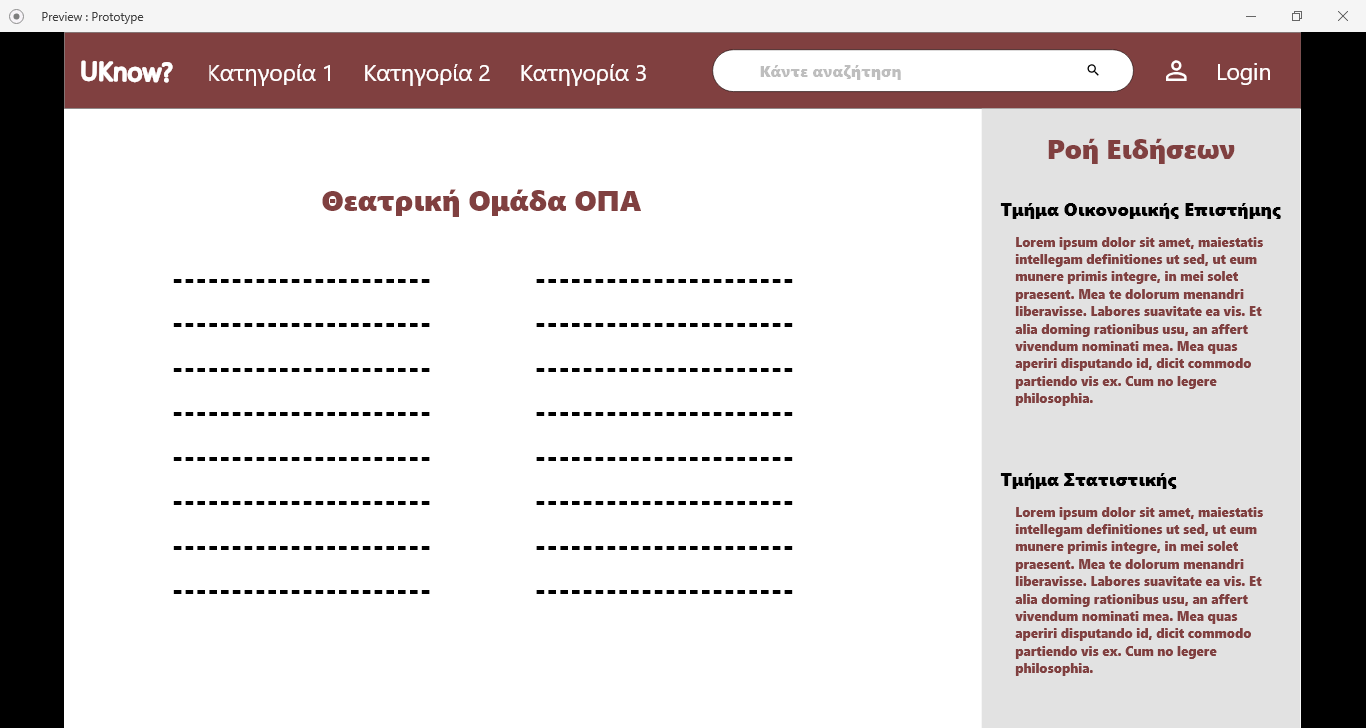 Preview : Prototype
UKnow? Κατηγορία 1 Κατηγορία 2 Κατηγορία 3 Κάντε αναζήτηση Login
Θεατρική Ομάδα ΟΠΑ
Ροή Ειδήσεων
Τμήμα Οικονομικής Επιστήμης
Lorem ipsum dolor sit amet, maiestatis
intellegam definitiones ut sed, ut eum
munere primis integre, in mei solet
praesent. Mea te dolorum menandri
liberavisse. Labores suavitate ea vis. Et
alia doming rationibus usu, an affert
vivendum nominati mea. Mea quas
aperiri disputando id, dicit commodo
partiendo vis ex. Cum no legere
philosophia.
Τμήμα Στατιστικής
Lorem ipsum dolor sit amet, maiestatis
intellegam definitiones ut sed, ut eum
munere primis integre, in mei solet
praesent. Mea te dolorum menandri
liberavisse. Labores suavitate ea vis. Et
alia doming rationibus usu, an affert
vivendum nominati mea. Mea quas
aperiri disputando id, dicit commodo
partiendo vis ex. Cum no legere
philosophia.